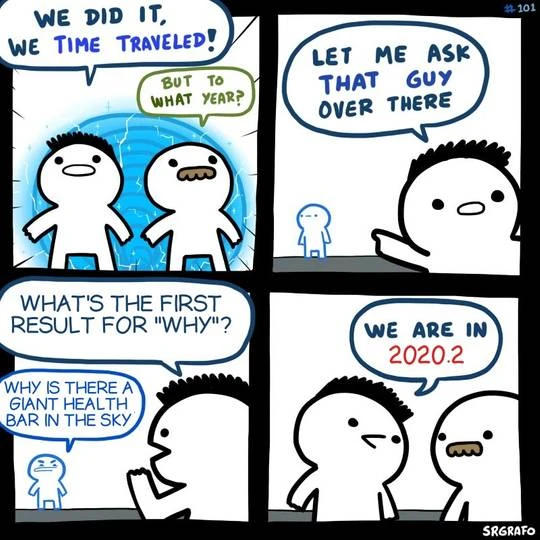 WE DID IT,
WE TIME TRAVELED!
BUT TO
WHAT YEAR?
#101
LET ME ASK
THAT GUY
OVER THERE
WHAT'S THE FIRST
RESULT FOR "WHY"?
WHY IS THERE A
GIANT HEALTH
BAR IN THE SKY
WE ARE IN
2020.2
SRGRAFO